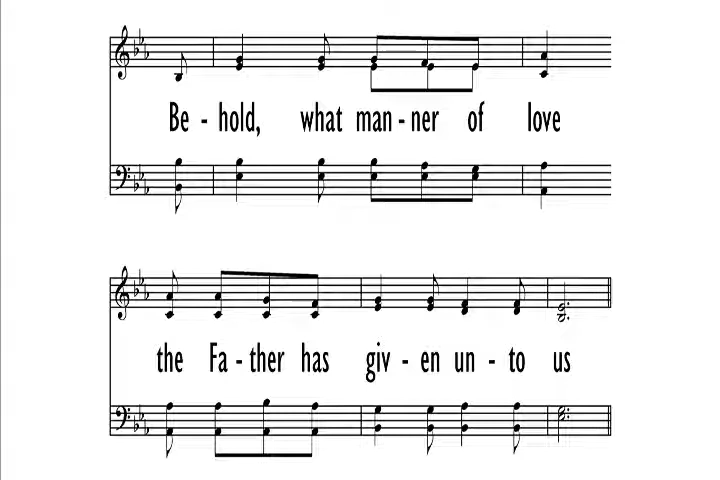 Be - hold, what man - ner of love
the Fa - ther has giv - en un - to us